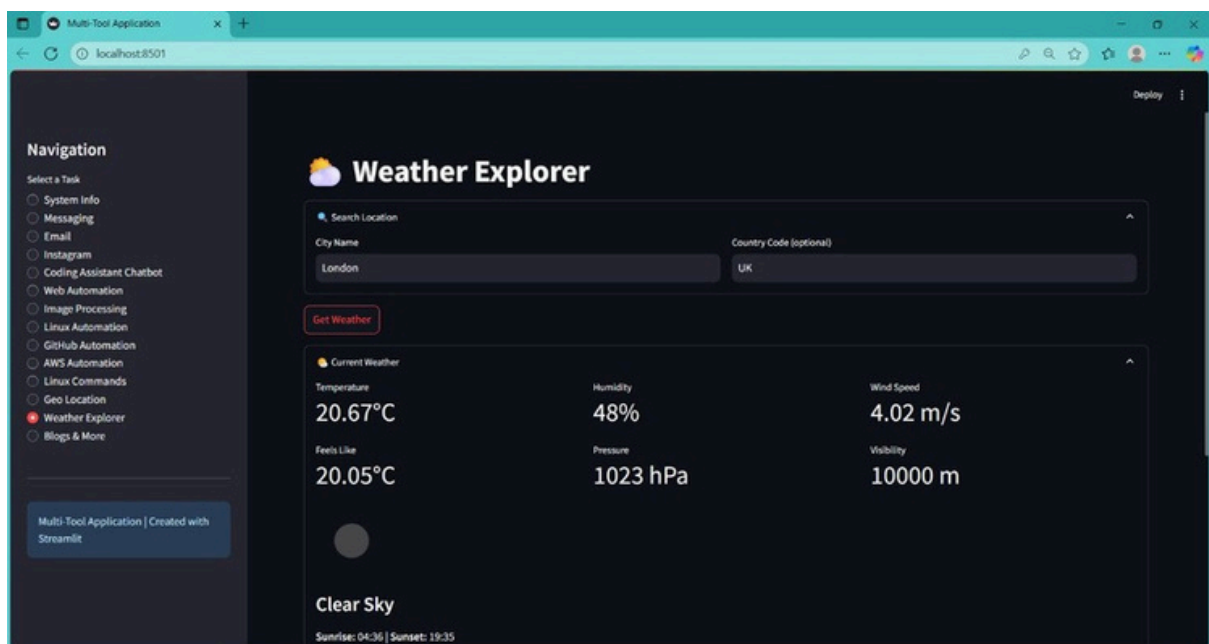 Multi-Tool Application
localhost:8501
Deploy
Navigation
Select a Task
System Info
Messaging
Email
Instagram
Coding Assistant Chatbot
Web Automation
Image Processing
Linux Automation
GitHub Automation
AWS Automation
Linux Commands
Geo Location
Weather Explorer
Blogs & More
Multi-Tool Application | Created with
Streamlit
Weather Explorer
Search Location
City Name Country Code (optional)
London UK
Get Weather
Current Weather
Temperature Humidity Wind Speed
20.67°C 48% 4.02 m/s
Feels Like Pressure Visibility
20.05°C 1023 hPa 10000 m
Clear Sky
Sunrise: 04:36 | Sunset: 19:35